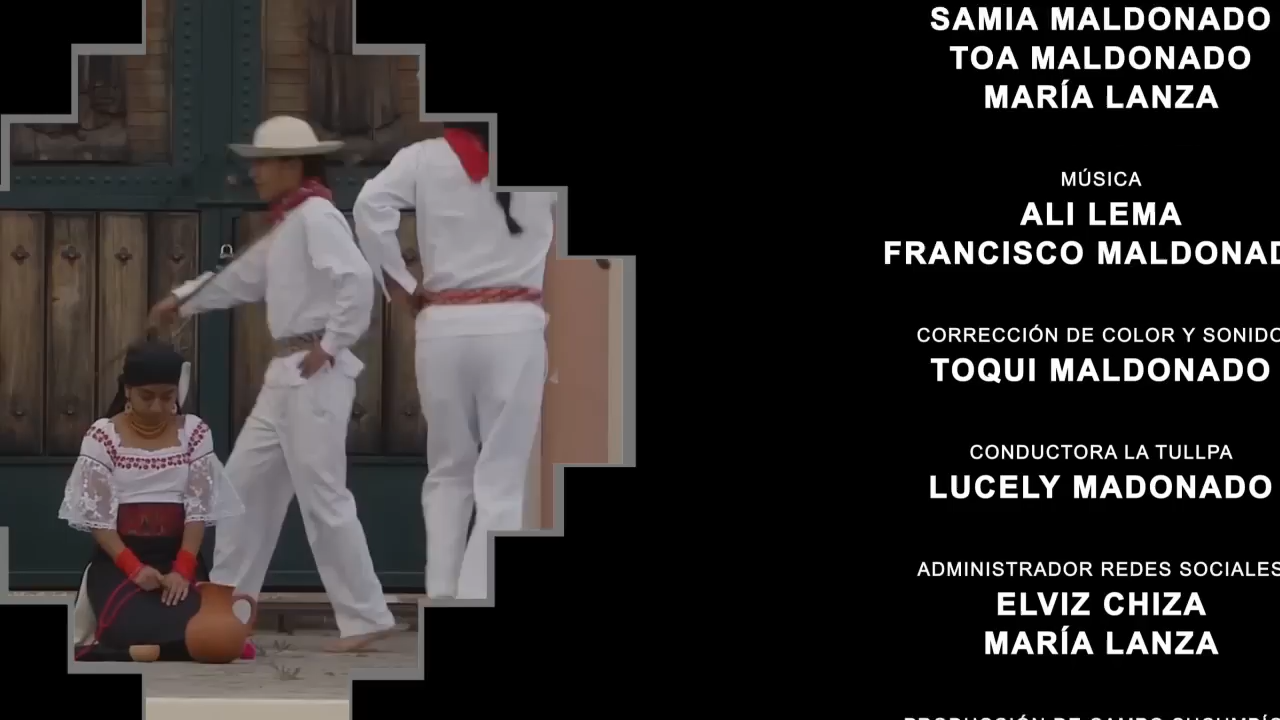 SAMIA MALDONADO
TOA MALDONADO
MARÍA LANZA
MÚSICA
ALI LEMA
FRANCISCO MALDONAD
CORRECCIÓN DE COLOR Y SONIDO
TOQUI MALDONADO
CONDUCTORA LA TULLPA
LUCELY MADONADO
ADMINISTRADOR REDES SOCIALES
ELVIZ CHIZA
MARÍA LANZA